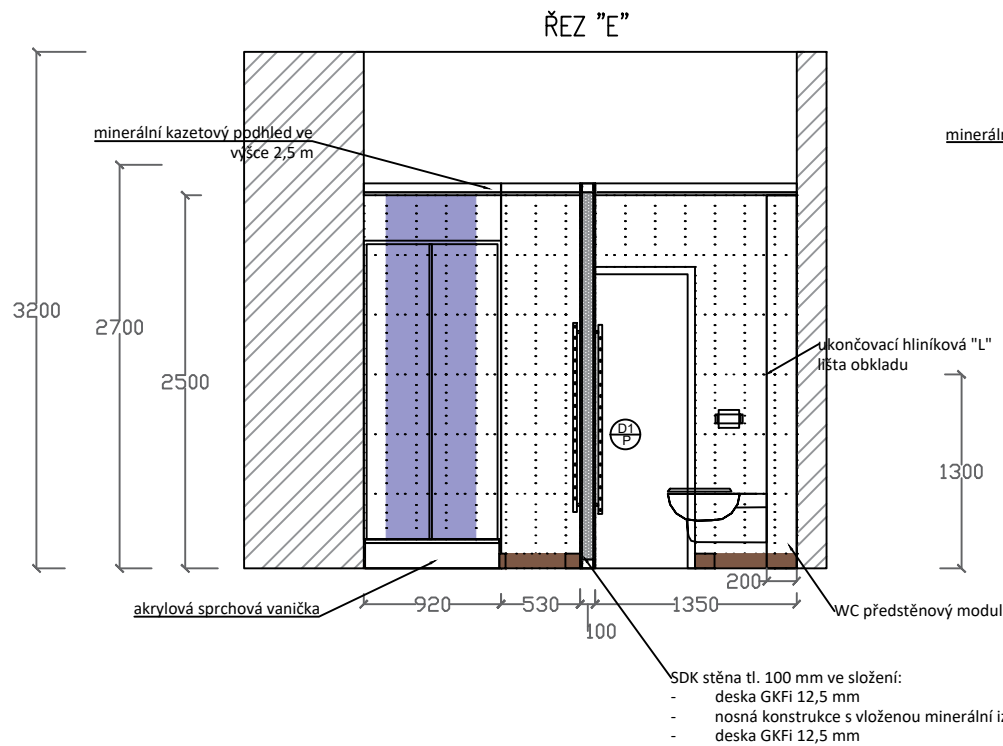 ŘEZ "E"
minerální kazetový podhled ve
výšce 2,5 m
3200
2700
2500
ukončovací hliníková "L"
lišta obkladu
D1
P
1300
200
akrylová sprchová vanička
920
530
100
1350
WC předstěnový modul
SDK stěna tl. 100 mm ve složení:
- deska GKFi 12,5 mm
- nosná konstrukce s vloženou minerální
- deska GKFi 12,5 mm